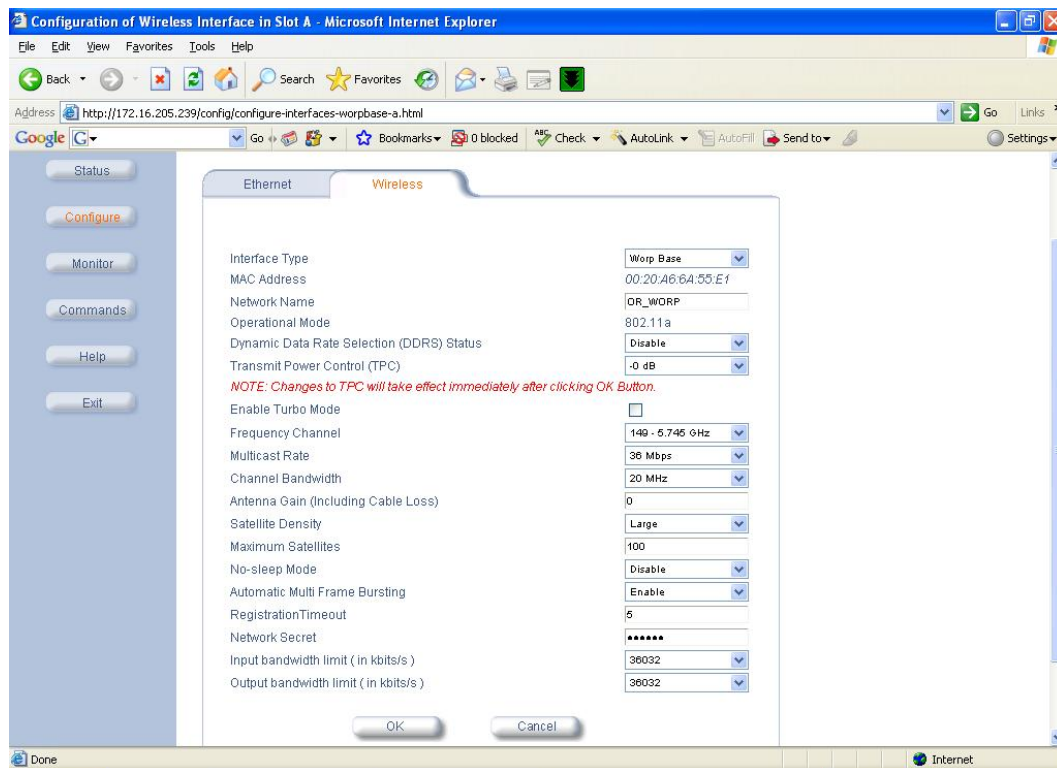 Configuration of Wireless Interface in Slot A - Microsoft Internet Explorer
File Edit View Favorites Tools Help
Back Search Favorites
Address http://172.16.205.239/config/configure-interfaces-worpbase-a.html Go Links
Google G Go Bookmarks 0 blocked ABC Check AutoLink AutoFill Send to Settings
Status
Configure
Monitor
Commands
Help
Exit
Ethernet Wireless
Interface Type Worp Base
MAC Address 00:20:A6:6A:55:E1
Network Name OR_WORP
Operational Mode 802.11a
Dynamic Data Rate Selection (DDRS) Status Disable
Transmit Power Control (TPC) -0 dB
NOTE: Changes to TPC will take effect immediately after clicking OK Button.
Enable Turbo Mode
Frequency Channel 149 - 5.745 GHz
Multicast Rate 36 Mbps
Channel Bandwidth 20 MHz
Antenna Gain (Including Cable Loss) 0
Satellite Density Large
Maximum Satellites 100
No-sleep Mode Disable
Automatic Multi Frame Bursting Enable
RegistrationTimeout 5
Network Secret ••••••
Input bandwidth limit ( in kbits/s ) 36032
Output bandwidth limit ( in kbits/s ) 36032
OK Cancel
Done Internet